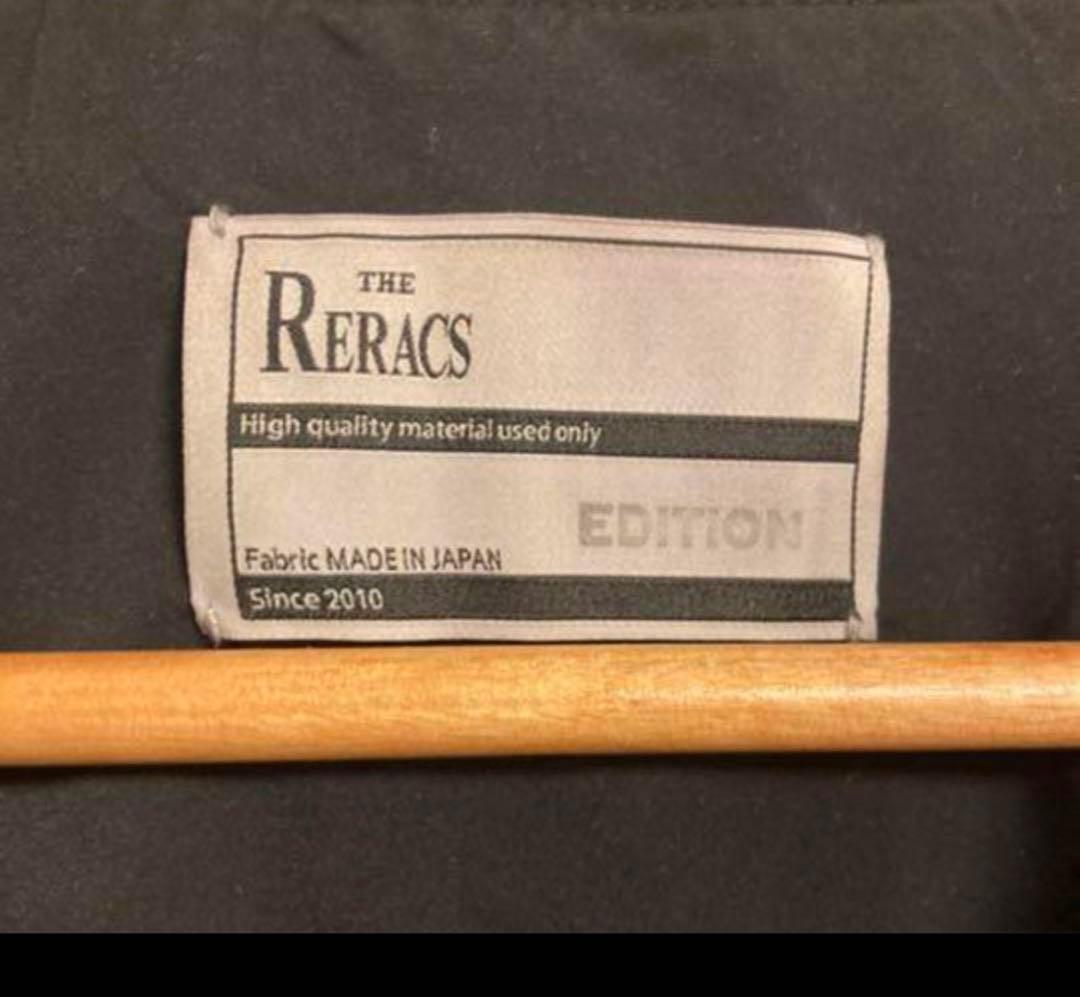 THE
RERACS
High quality material used only
EDITION
Fabric MADE IN JAPAN
Since 2010